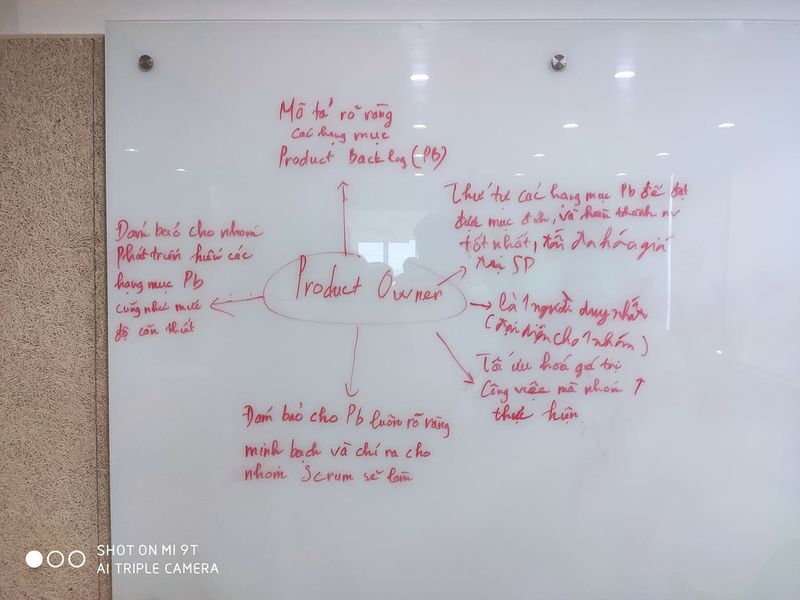 Mô tả rõ ràng
các hạng mục
Product Backlog (PB)
Thứ tự các hạng mục Pb để đạt
được mục đích, và hoàn thành nv
tột nhất, tối đa hóa giá
trị SP
Đảm bảo cho nhóm
Phát triển hiểu các
hạng mục Pb
cũng như mức
độ cần thiết
Product Owner
là 1 người duy nhất
(đại diện cho 1 nhóm)
Tối ưu hoá giá trị
Công việc mà nhóm ↑
thực hiện
Đảm bảo cho Pb luôn rõ ràng
minh bạch và chỉ ra cho
nhóm Scrum sẽ làm
SHOT ON MI 9T
AI TRIPLE CAMERA